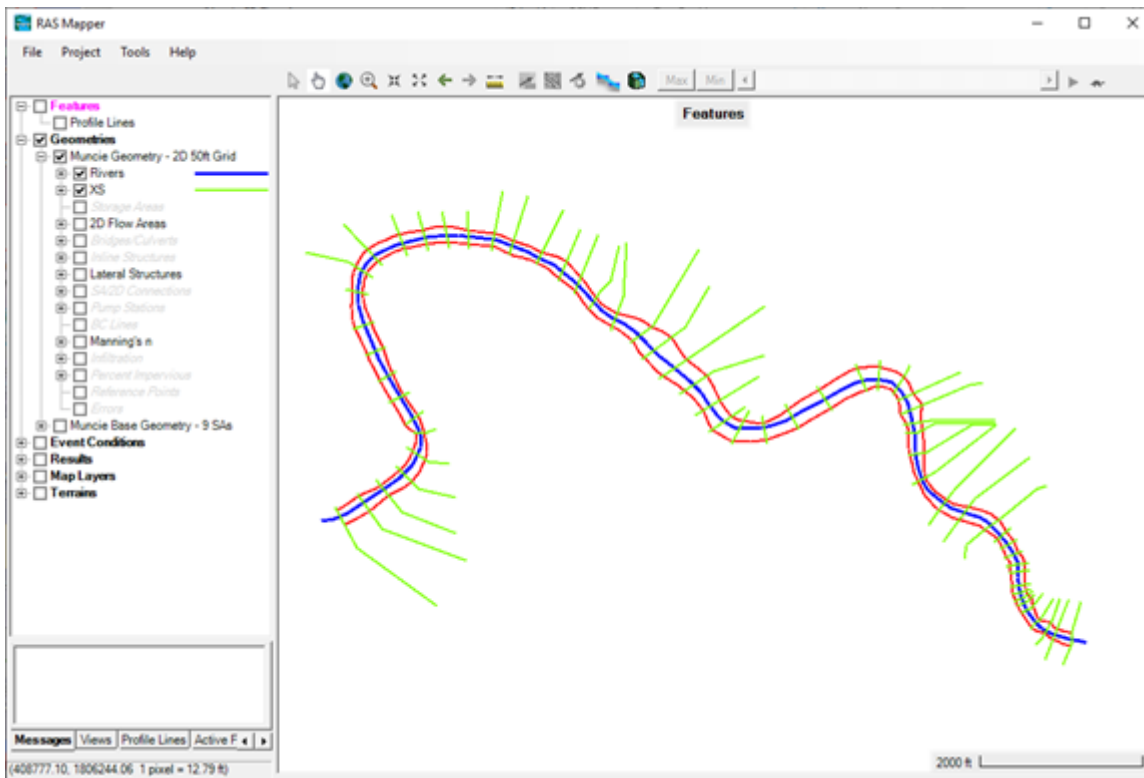 RAS Mapper
File Project Tools Help
Max Min
Features
Profile Lines
Geometries
Muncie Geometry - 2D 50ft Grid
Rivers
XS
Storage Areas
2D Flow Areas
Bridges/Culverts
Inline Structures
Lateral Structures
SA/2D Connections
Pump Stations
BC Lines
Manning's n
Infiltration
Percent Impervious
Reference Points
Errors
Muncie Base Geometry - 9 SAs
Event Conditions
Results
Map Layers
Terrains
Features
2000 ft
Messages Views Profile Lines Active F
(408777.10, 1806244.06 1 pixel = 12.79 ft)